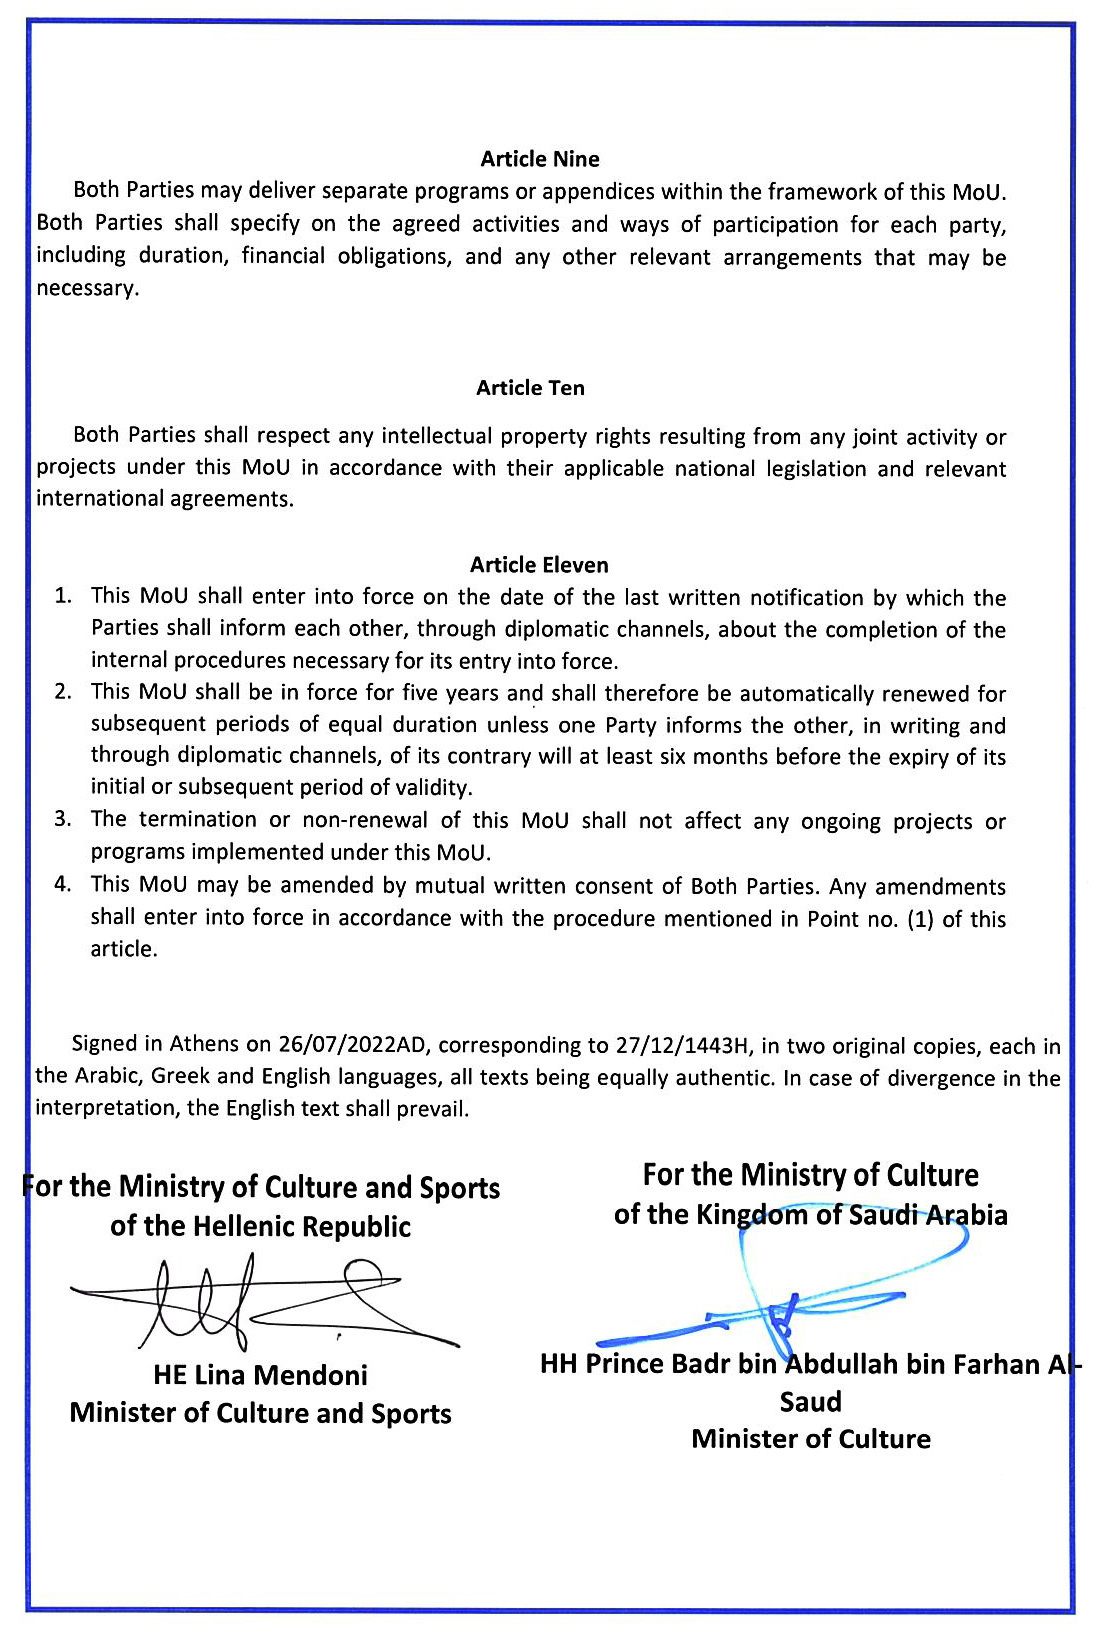 Article Nine
Both Parties may deliver separate programs or appendices within the framework of this MoU.
Both Parties shall specify on the agreed activities and ways of participation for each party,
including duration, financial obligations, and any other relevant arrangements that may be
necessary.
Article Ten
Both Parties shall respect any intellectual property rights resulting from any joint activity or
projects under this MoU in accordance with their applicable national legislation and relevant
international agreements.
Article Eleven
1. This MoU shall enter into force on the date of the last written notification by which the
Parties shall inform each other, through diplomatic channels, about the completion of the
internal procedures necessary for its entry into force.
2. This MoU shall be in force for five years and shall therefore be automatically renewed for
subsequent periods of equal duration unless one Party informs the other, in writing and
through diplomatic channels, of its contrary will at least six months before the expiry of its
initial or subsequent period of validity.
3. The termination or non-renewal of this MoU shall not affect any ongoing projects or
programs implemented under this MoU.
4. This MoU may be amended by mutual written consent of Both Parties. Any amendments
shall enter into force in accordance with the procedure mentioned in Point no. (1) of this
article.
Signed in Athens on 26/07/2022AD, corresponding to 27/12/1443H, in two original copies, each in
the Arabic, Greek and English languages, all texts being equally authentic. In case of divergence in the
interpretation, the English text shall prevail.
For the Ministry of Culture and Sports
of the Hellenic Republic
HE Lina Mendoni
Minister of Culture and Sports
For the Ministry of Culture
of the Kingdom of Saudi Arabia
HH Prince Badr bin Abdullah bin Farhan Al-
Saud
Minister of Culture